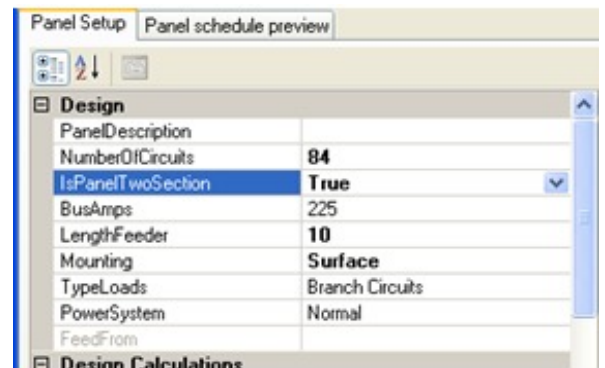 Panel Setup Panel schedule preview
Design
PanelDescription
NumberOfCircuits 84
IsPanelTwoSection True
BusAmps 225
LengthFeeder 10
Mounting Surface
TypeLoads Branch Circuits
PowerSystem Normal
FeedFrom
Design Calculations